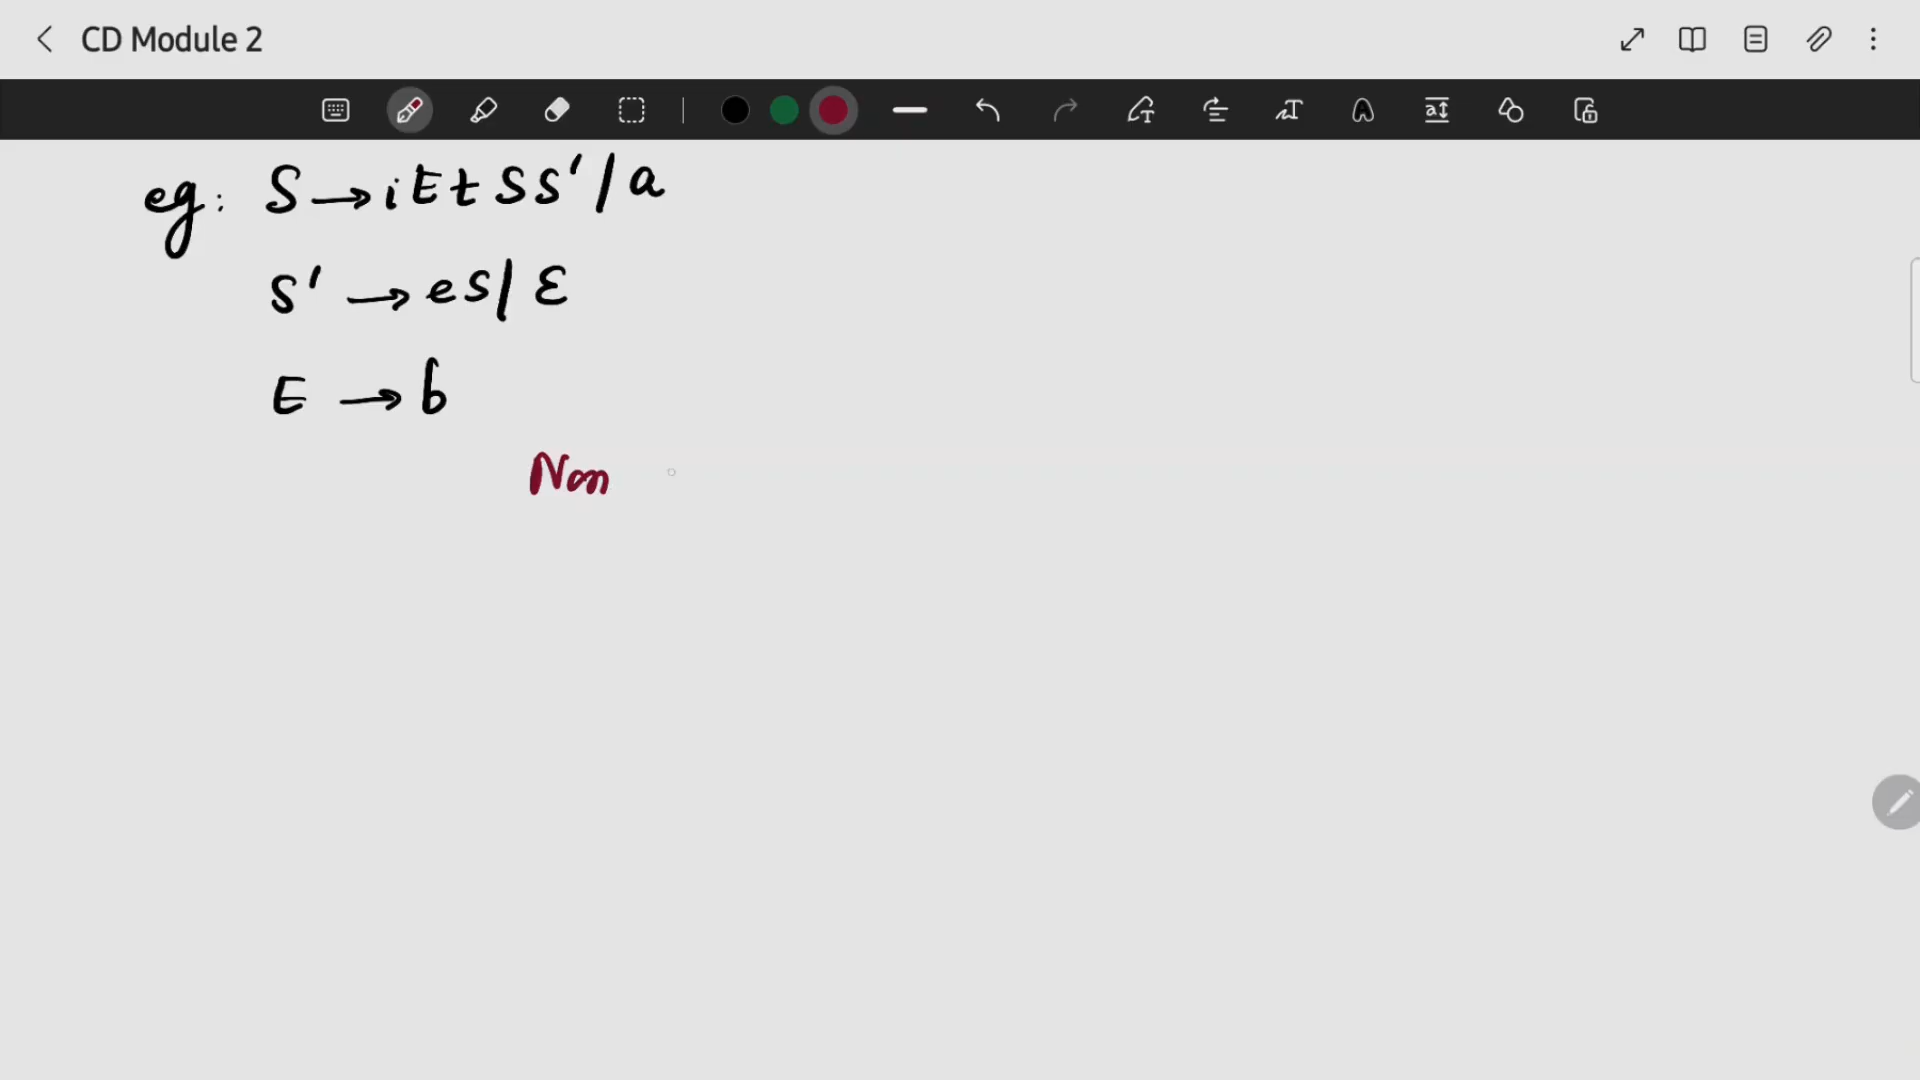 CD Module 2
eg: S → iEtSS'/a
S' → eS/ε
E → b
Non